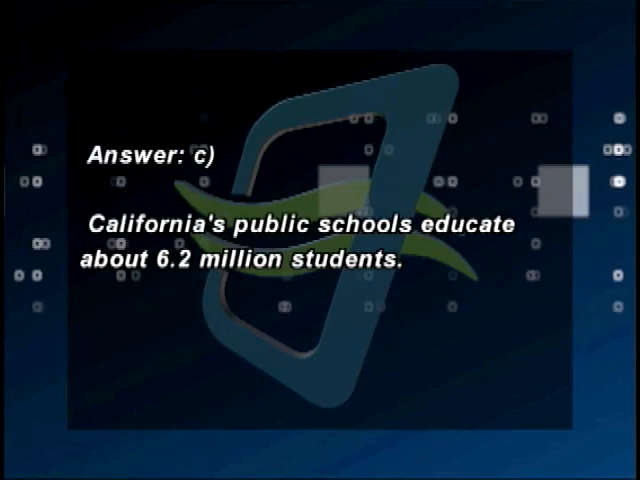 Answer: c)
California's public schools educate
about 6.2 million students.